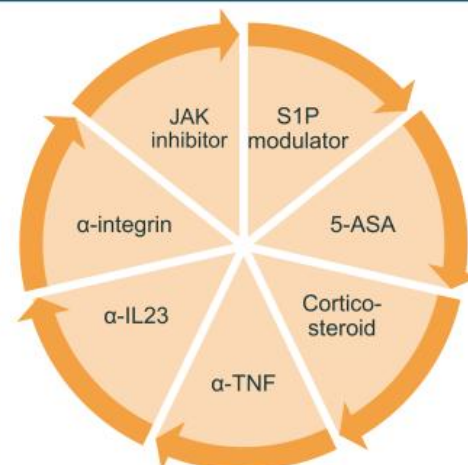 JAK
inhibitor
S1P
modulator
5-ASA
Cortico-
steroid
α-TNF
α-IL23
α-integrin